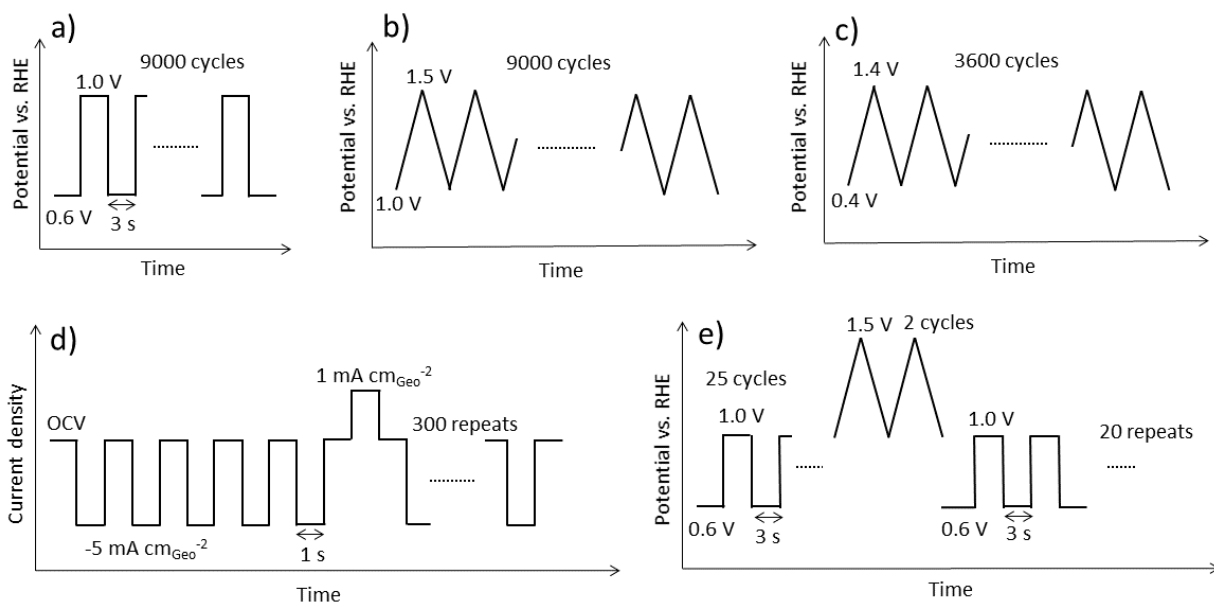 a)
Potential vs. RHE
9000 cycles
1.0 V
0.6 V
3 s
Time
b)
Potential vs. RHE
9000 cycles
1.5 V
1.0 V
Time
c)
Potential vs. RHE
3600 cycles
1.4 V
0.4 V
Time
d)
Current density
OCV
1 mA cm_Geo^-2
300 repeats
-5 mA cm_Geo^-2
1 s
Time
e)
Potential vs. RHE
1.5 V 2 cycles
25 cycles
1.0 V
1.0 V
20 repeats
0.6 V
3 s
0.6 V
3 s
Time